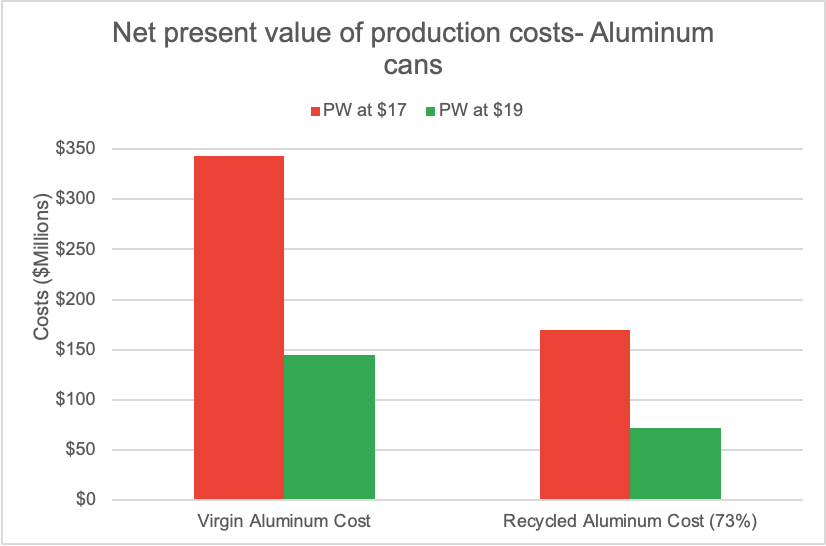 Net present value of production costs- Aluminum
cans
PW at $17 PW at $19
Costs ($Millions)
$350
$300
$250
$200
$150
$100
$50
$0
Virgin Aluminum Cost
Recycled Aluminum Cost (73%)